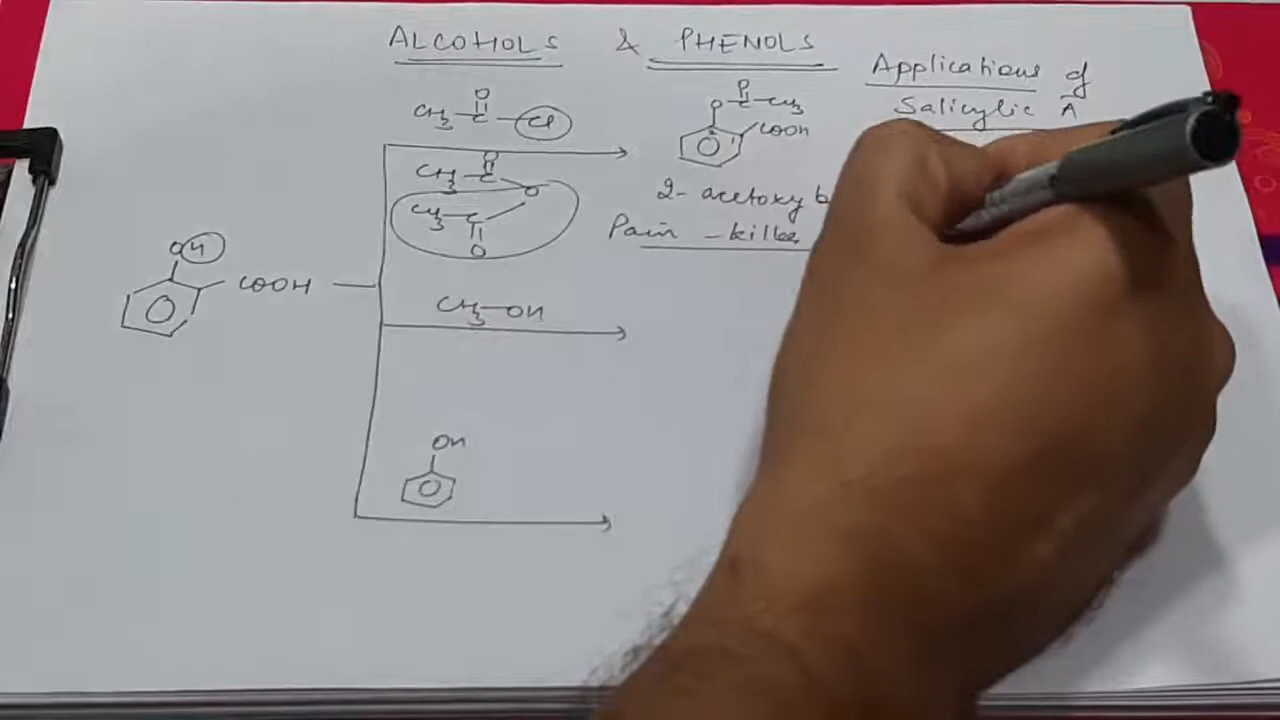 ALCOHOLS & PHENOLS
Applications of
Salicylic A
O
CH3-C-Cl
O
O-C-CH3
COOH
O
CH3-C
O
CH3-C
O
2-acetoxy b
Pain-killer
OH
COOH
CH3-OH
OH